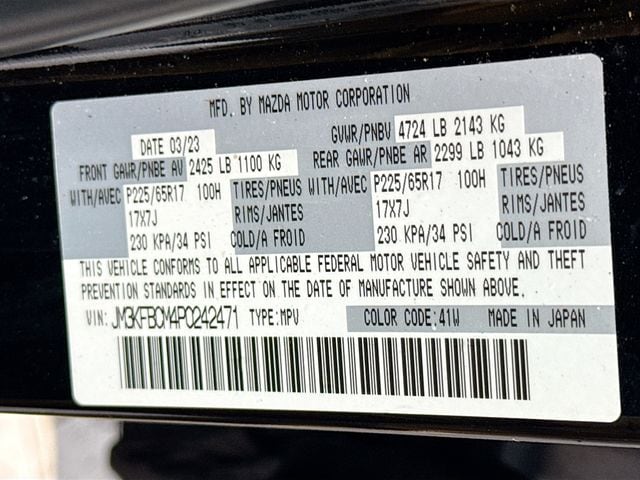 MFD. BY MAZDA MOTOR CORPORATION
DATE 03/23 GVWR/PNBV 4724 LB 2143 KG
FRONT GAWR/PNBE AV 2425 LB 1100 KG REAR GAWR/PNBE AR 2299 LB 1043 KG
WITH/AVEC P225/65R17 100H TIRES/PNEUS WITH/AVEC P225/65R17 100H TIRES/PNEUS
17X7J RIMS/JANTES 17X7J RIMS/JANTES
230 KPA/34 PSI COLD/A FROID 230 KPA/34 PSI COLD/A FROID
THIS VEHICLE CONFORMS TO ALL APPLICABLE FEDERAL MOTOR VEHICLE SAFETY AND THEFT
PREVENTION STANDARDS IN EFFECT ON THE DATE OF MANUFACTURE SHOWN ABOVE.
VIN: JM3KFBCM4P0242471 TYPE:MPV COLOR CODE:41W MADE IN JAPAN